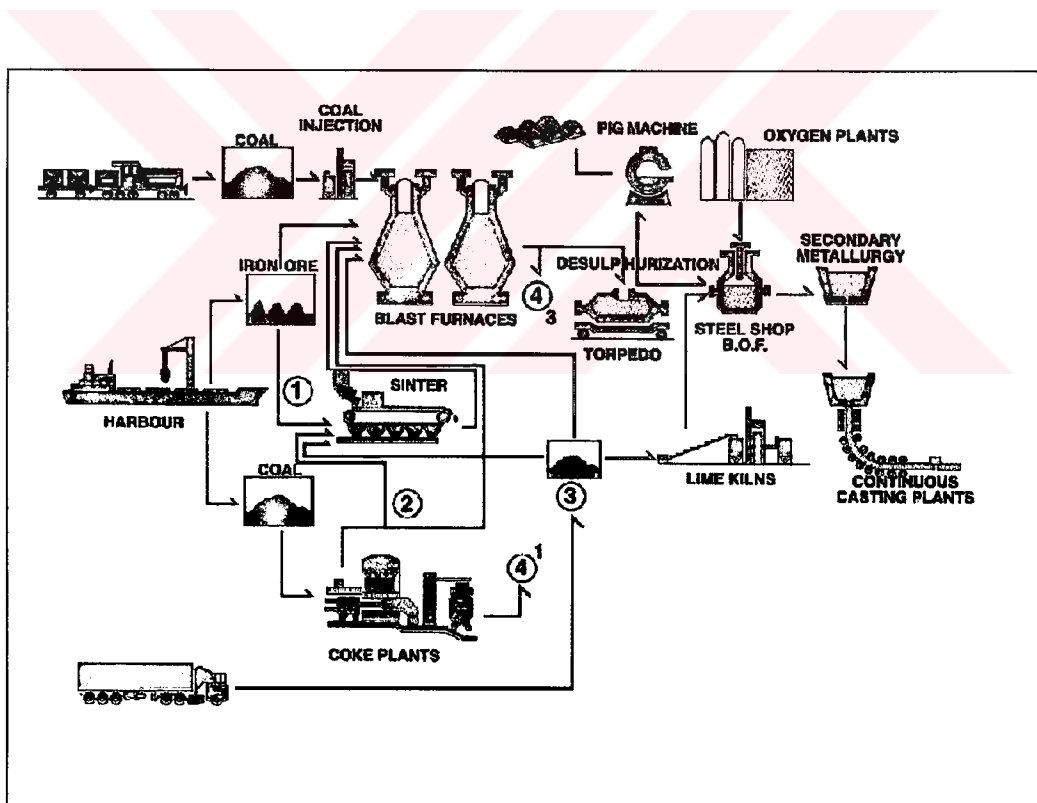 COAL
INJECTION
COAL
PIG MACHINE
OXYGEN PLANTS
SECONDARY
METALLURGY
IRON ORE
DESULPHURIZATION
BLAST FURNACES
4
3
TORPEDO
STEEL SHOP
B.O.F.
1
SINTER
HARBOUR
COAL
2
3
LIME KILNS
CONTINUOUS
CASTING PLANTS
4
1
COKE PLANTS